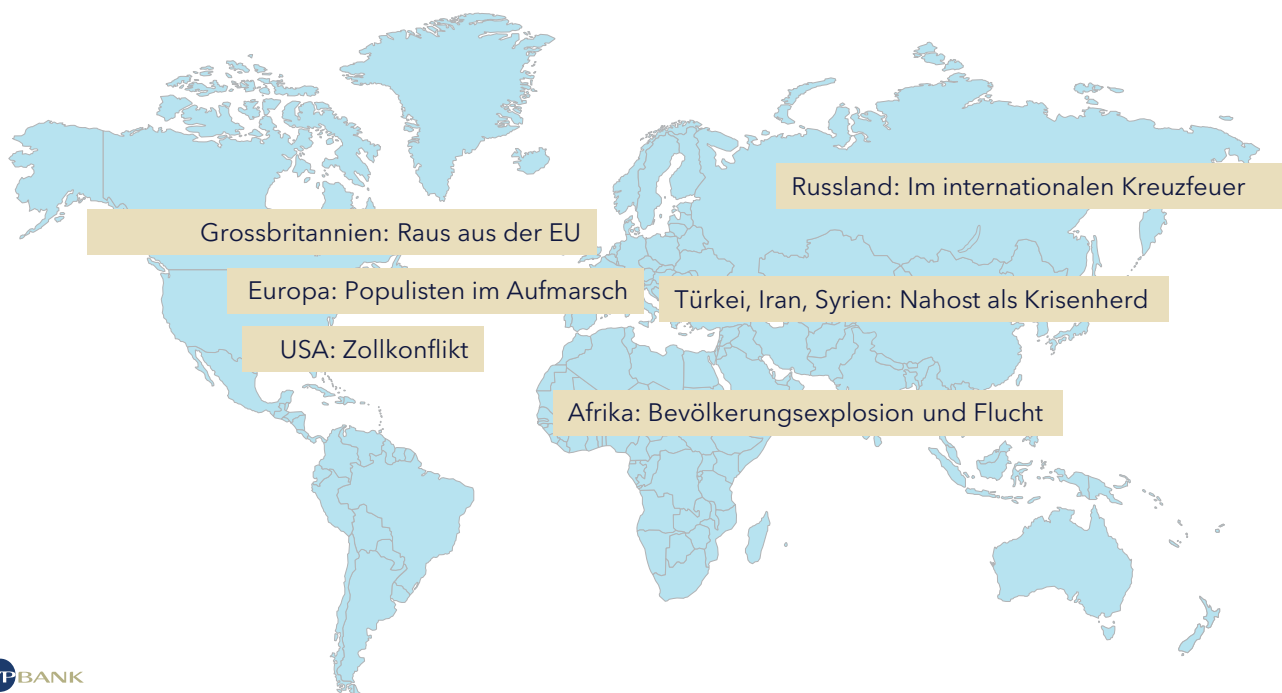 Russland: Im internationalen Kreuzfeuer
Grossbritannien: Raus aus der EU
Europa: Populisten im Aufmarsch
Türkei, Iran, Syrien: Nahost als Krisenherd
USA: Zollkonflikt
Afrika: Bevölkerungsexplosion und Flucht
VP BANK